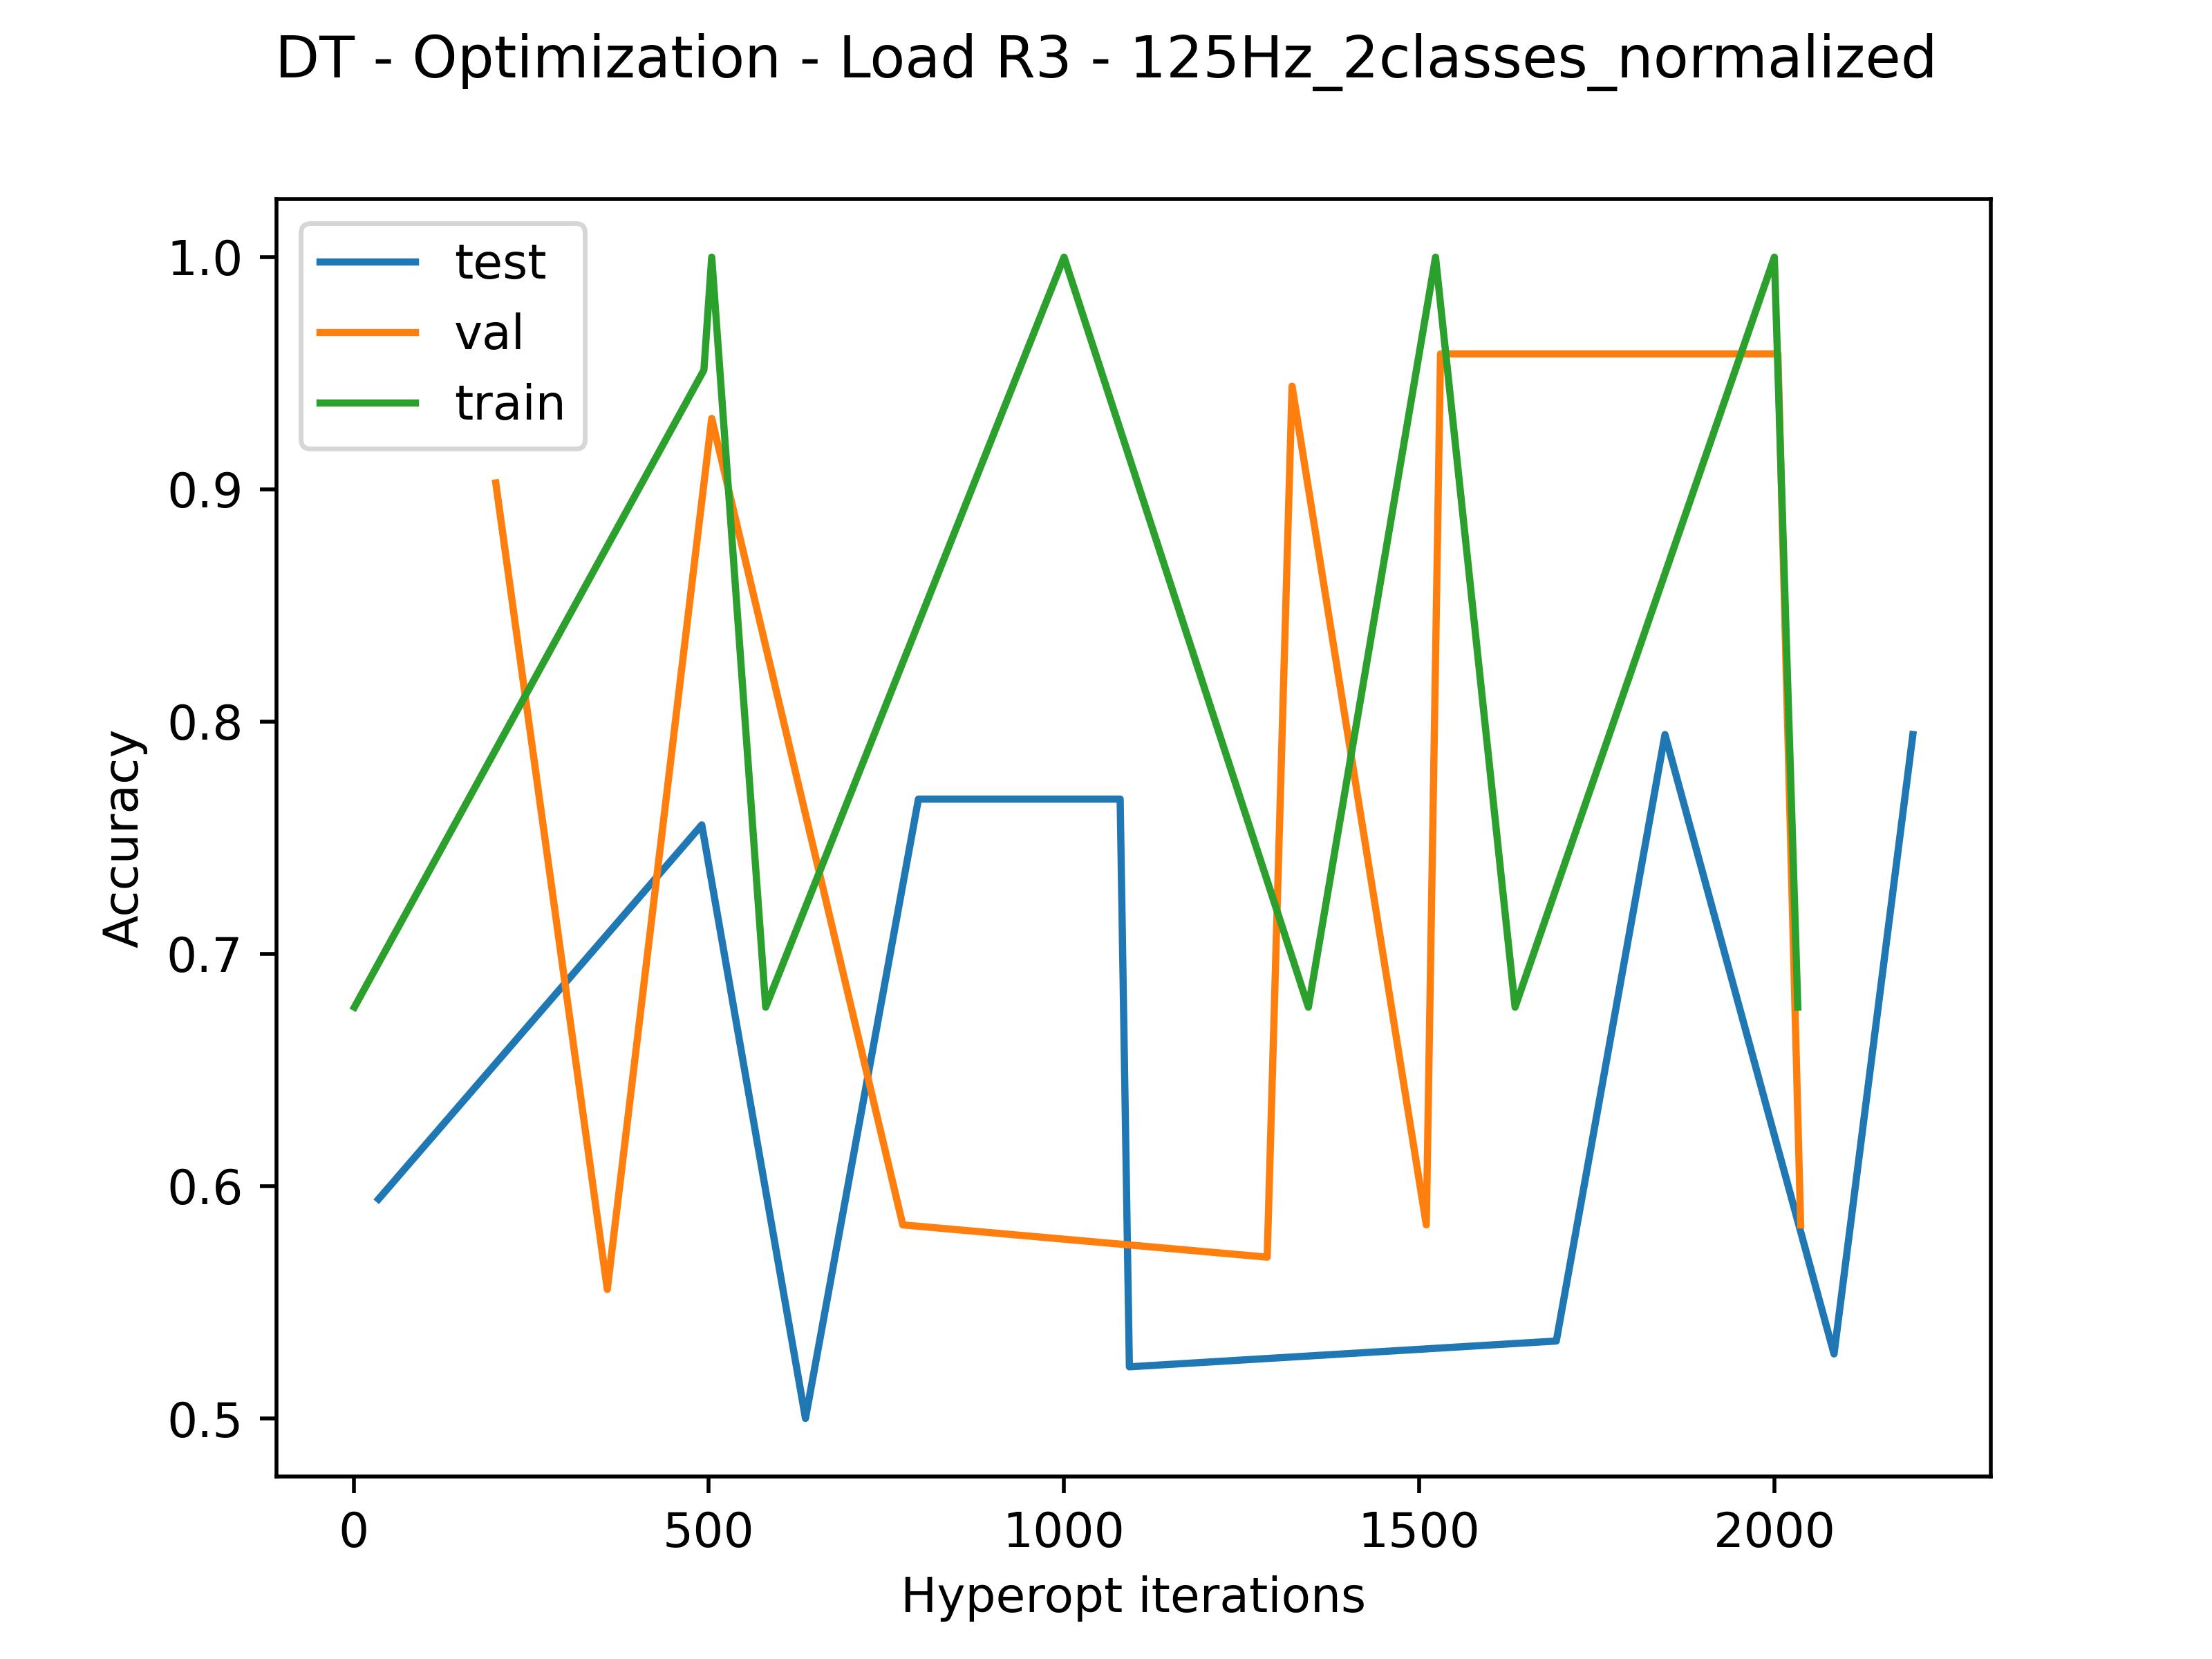 DT - Optimization - Load R3 - 125Hz_2classes_normalized
test
val
train
1.0
0.9
0.8
0.7
0.6
0.5
Accuracy
0 500 1000 1500 2000
Hyperopt iterations